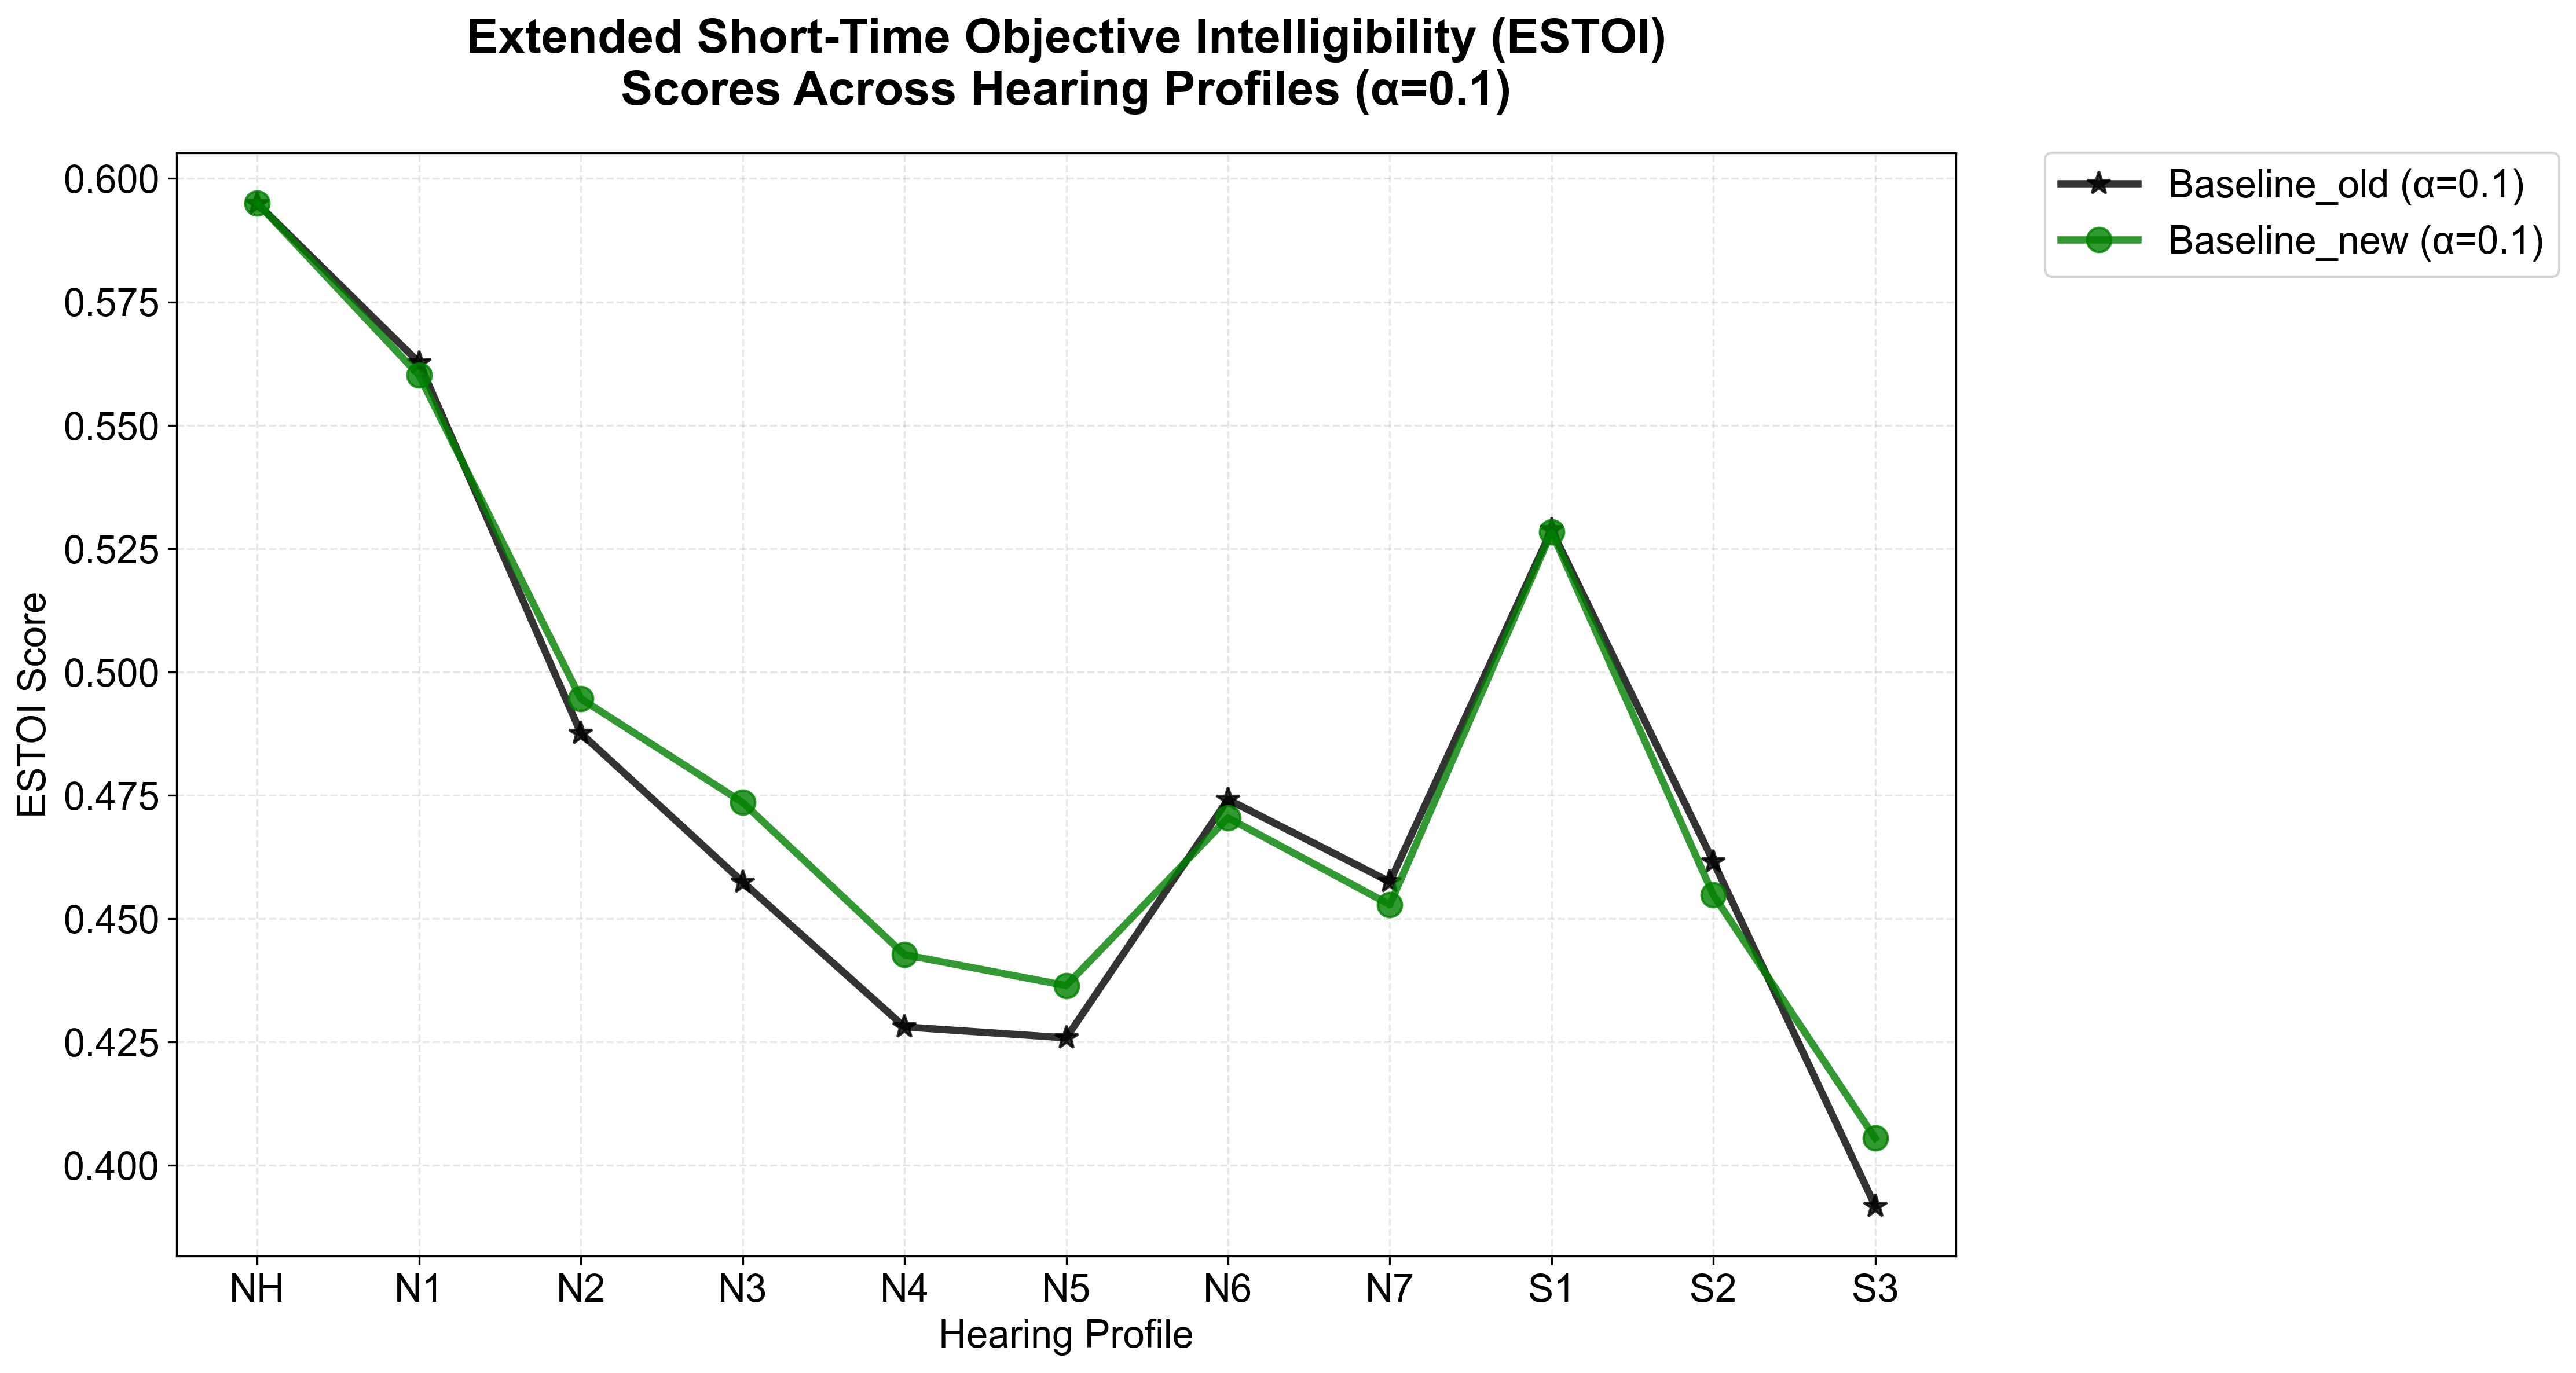 Extended Short-Time Objective Intelligibility (ESTOI)
Scores Across Hearing Profiles (α=0.1)
Baseline_old (α=0.1)
Baseline_new (α=0.1)
ESTOI Score
0.600
0.575
0.550
0.525
0.500
0.475
0.450
0.425
0.400
NH N1 N2 N3 N4 N5 N6 N7 S1 S2 S3
Hearing Profile